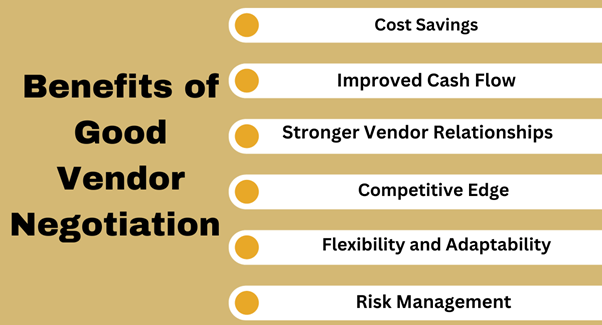 Benefits of
Good
Vendor
Negotiation
Cost Savings
Improved Cash Flow
Stronger Vendor Relationships
Competitive Edge
Flexibility and Adaptability
Risk Management